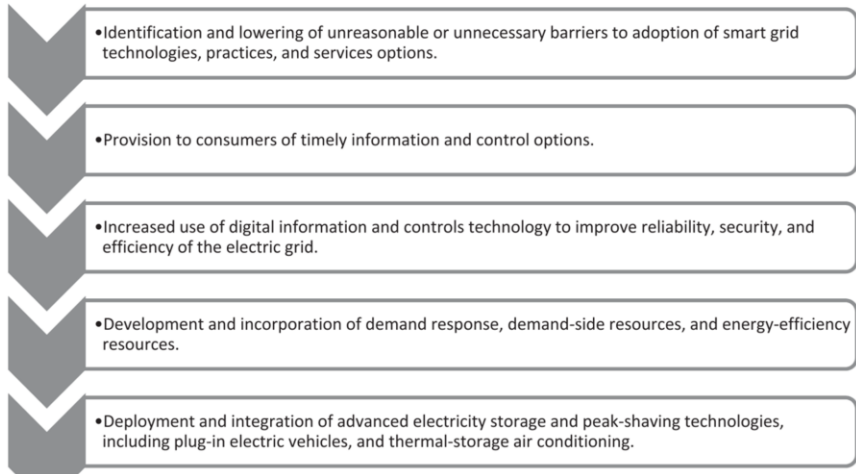 •Identification and lowering of unreasonable or unnecessary barriers to adoption of smart grid
technologies, practices, and services options.
•Provision to consumers of timely information and control options.
•Increased use of digital information and controls technology to improve reliability, security, and
efficiency of the electric grid.
•Development and incorporation of demand response, demand-side resources, and energy-efficiency
resources.
•Deployment and integration of advanced electricity storage and peak-shaving technologies,
including plug-in electric vehicles, and thermal-storage air conditioning.